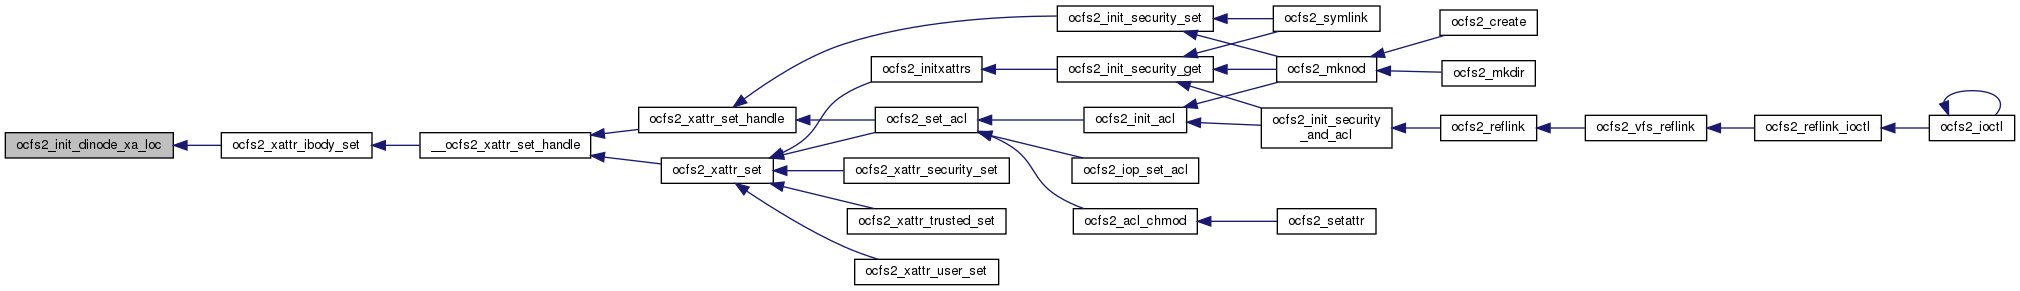 ocfs2_init_dinode_xa_loc
ocfs2_xattr_ibody_set
__ocfs2_xattr_set_handle
ocfs2_xattr_set_handle
ocfs2_xattr_set
ocfs2_init_security_set
ocfs2_initxattrs
ocfs2_set_acl
ocfs2_xattr_security_set
ocfs2_xattr_trusted_set
ocfs2_xattr_user_set
ocfs2_init_security_get
ocfs2_init_acl
ocfs2_iop_set_acl
ocfs2_acl_chmod
ocfs2_symlink
ocfs2_mknod
ocfs2_init_security
_and_acl
ocfs2_setattr
ocfs2_create
ocfs2_mkdir
ocfs2_reflink
ocfs2_vfs_reflink
ocfs2_reflink_ioctl
ocfs2_ioctl